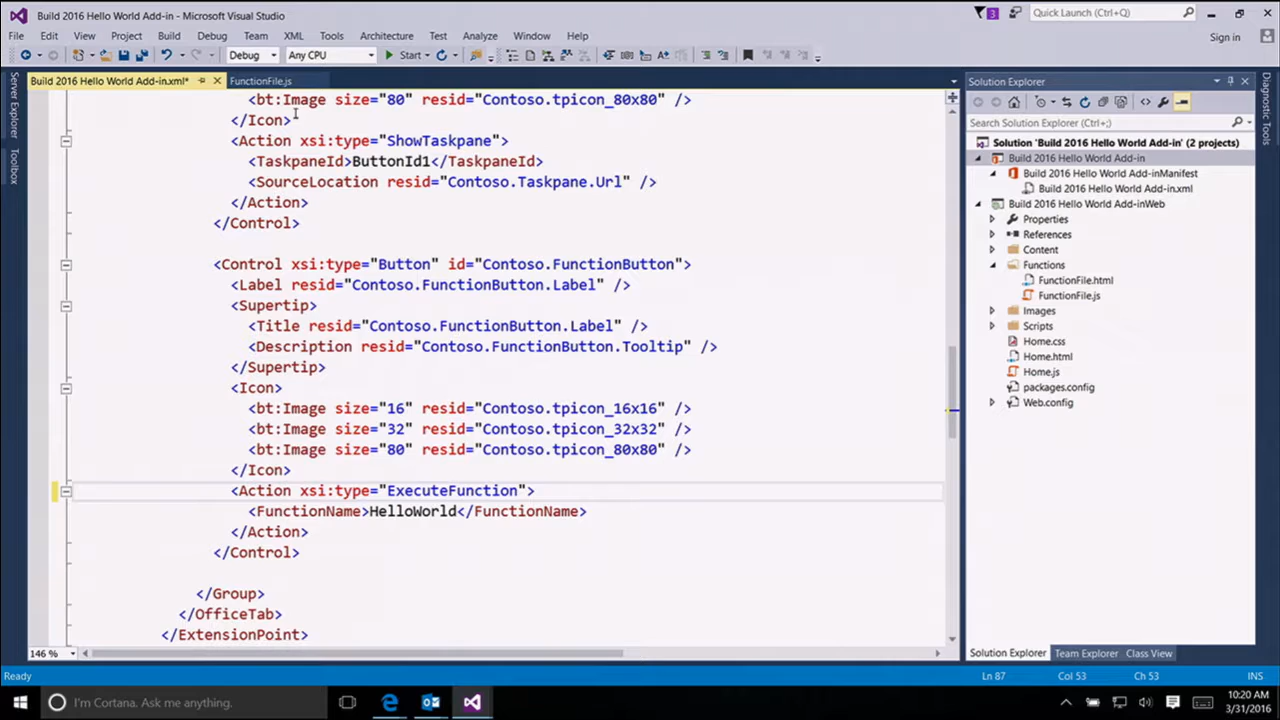 Build 2016 Hello World Add-in - Microsoft Visual Studio
3
Quick Launch (Ctrl+Q)
File Edit View Project Build Debug Team XML Tools Architecture Test Analyze Window Help
Sign in
Debug Any CPU Start
Server Explorer
Toolbox
Build 2016 Hello World Add-in.xml*
FunctionFile.js
<bt:Image size="80" resid="Contoso.tpicon_80x80" />
</Icon>
<Action xsi:type="ShowTaskpane">
<TaskpaneId>ButtonId1</TaskpaneId>
<SourceLocation resid="Contoso.Taskpane.Url" />
</Action>
</Control>
<Control xsi:type="Button" id="Contoso.FunctionButton">
<Label resid="Contoso.FunctionButton.Label" />
<Supertip>
<Title resid="Contoso.FunctionButton.Label" />
<Description resid="Contoso.FunctionButton.Tooltip" />
</Supertip>
<Icon>
<bt:Image size="16" resid="Contoso.tpicon_16x16" />
<bt:Image size="32" resid="Contoso.tpicon_32x32" />
<bt:Image size="80" resid="Contoso.tpicon_80x80" />
</Icon>
<Action xsi:type="ExecuteFunction">
<FunctionName>HelloWorld</FunctionName>
</Action>
</Control>
</Group>
</OfficeTab>
</ExtensionPoint>
146 %
Solution Explorer
Search Solution Explorer (Ctrl+;)
Solution 'Build 2016 Hello World Add-in' (2 projects)
Build 2016 Hello World Add-in
Build 2016 Hello World Add-inManifest
Build 2016 Hello World Add-in.xml
Build 2016 Hello World Add-inWeb
Properties
References
Content
Functions
FunctionFile.html
FunctionFile.js
Images
Scripts
Home.css
Home.html
Home.js
packages.config
Web.config
Solution Explorer Team Explorer Class View
Diagnostic Tools
Ready
Ln 87 Col 53 Ch 53 INS
I'm Cortana. Ask me anything.
10:20 AM
3/31/2016